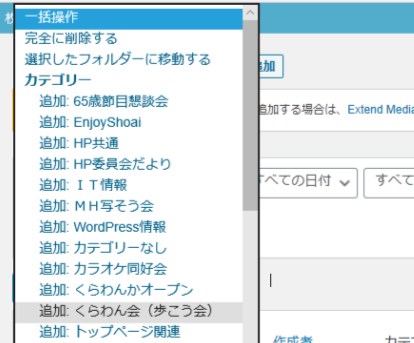 一括操作
完全に削除する
選択したフォルダーに移動する
カテゴリー
追加: 65歳節目懇談会
追加: EnjoyShoai
追加: HP共通
追加: HP委員会だより
追加: ＩＴ情報
追加: ＭＨ写そう会
追加: WordPress情報
追加: カテゴリーなし
追加: カラオケ同好会
追加: くらわんかオープン
追加: くらわん会（歩こう会）
追加: トップページ関連
追加
追加する場合は、Extend Media
すべての日付
すべて
作成者
カテ